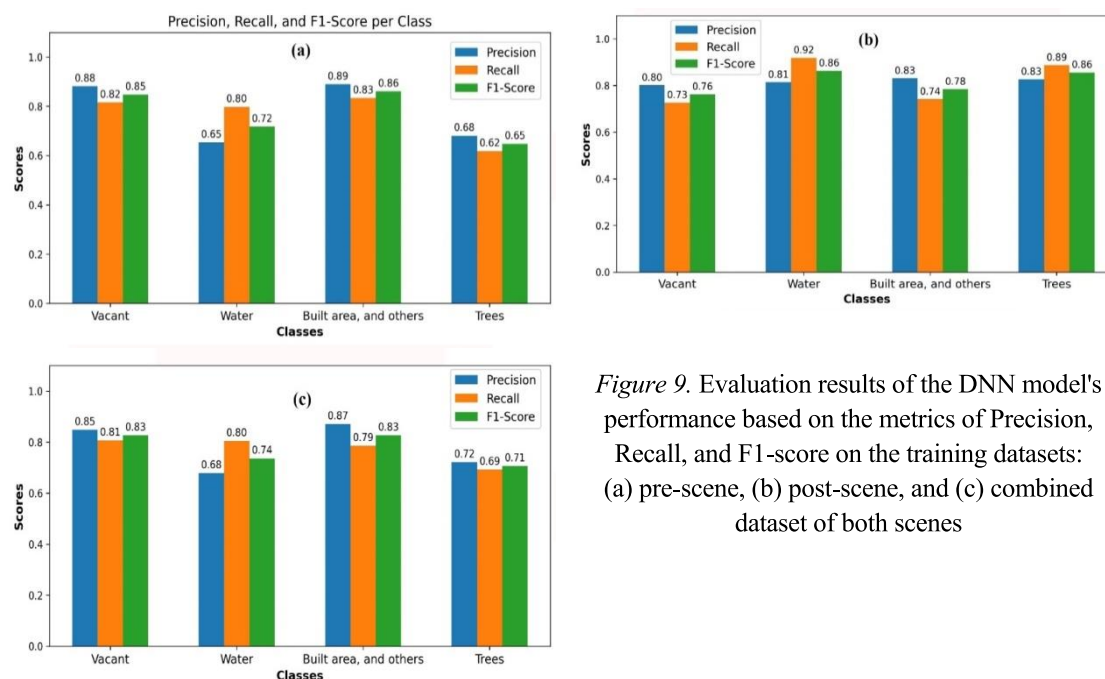 Precision, Recall, and F1-Score per Class
(a)
Precision
Recall
F1-Score
1.0
0.8
0.6
0.4
0.2
0.0
Scores
0.88
0.82
0.85
0.65
0.80
0.72
0.89
0.83
0.86
0.68
0.62
0.65
Vacant
Water
Built area, and others
Trees
Classes
(b)
Precision
Recall
F1-Score
1.0
0.8
0.6
0.4
0.2
0.0
Scores
0.80
0.73
0.76
0.81
0.92
0.86
0.83
0.74
0.78
0.83
0.89
0.86
Vacant
Water
Built area, and others
Trees
Classes
(c)
Precision
Recall
F1-Score
1.0
0.8
0.6
0.4
0.2
0.0
Scores
0.85
0.81
0.83
0.68
0.80
0.74
0.87
0.79
0.83
0.72
0.69
0.71
Vacant
Water
Built area, and others
Trees
Classes
Figure 9. Evaluation results of the DNN model's
performance based on the metrics of Precision,
Recall, and F1-score on the training datasets:
(a) pre-scene, (b) post-scene, and (c) combined
dataset of both scenes